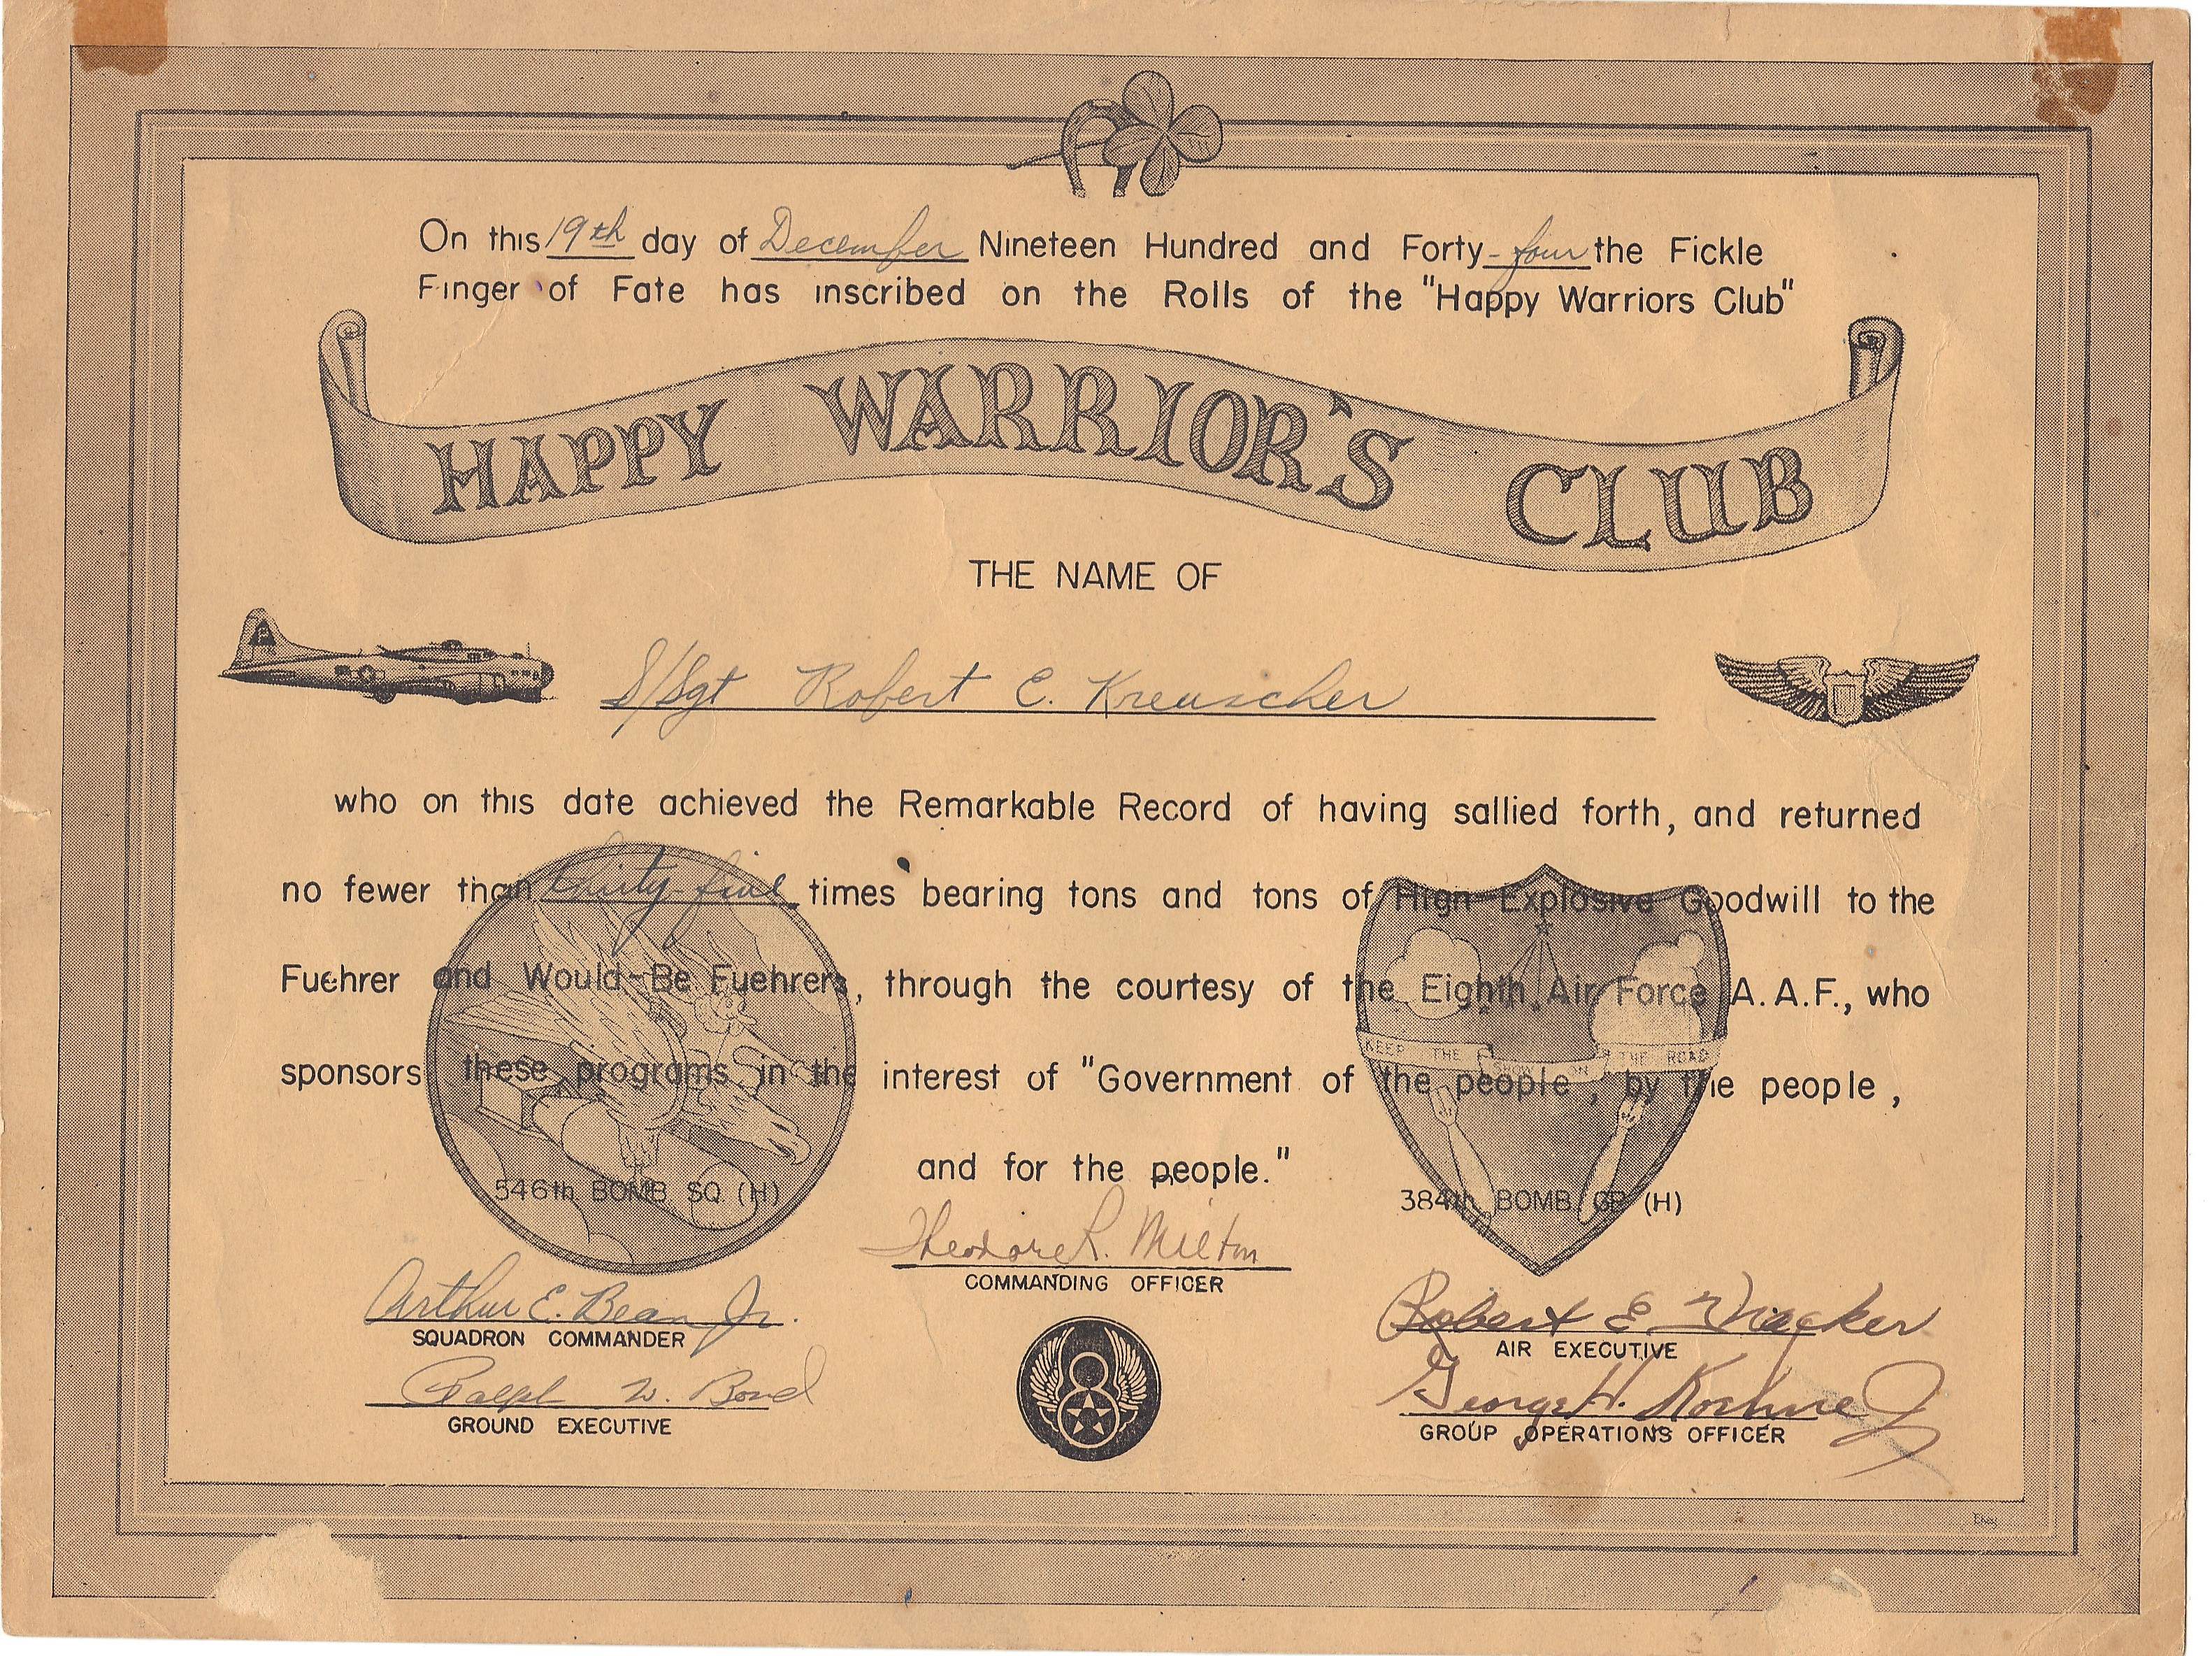 On this 19th day of December Nineteen Hundred and Forty-four the Fickle
Finger of Fate has inscribed on the Rolls of the "Happy Warriors Club"
HAPPY WARRIOR'S CLUB
THE NAME OF
P
S/Sgt Robert E. Kreuscher
who on this date achieved the Remarkable Record of having sallied forth, and returned
no fewer than thirty-five times bearing tons and tons of High Explosive Goodwill to the
Fuehrer and Would-Be Fuehrers, through the courtesy of the Eighth Air Force A.A.F., who
KEEP THE THE ROAD
sponsors these programs in the interest of "Government of the people, by the people,
and for the people."
546th BOMB SQ (H)
384th BOMB GP (H)
Theodore R. Milton
COMMANDING OFFICER
Arthur E. Bean Jr.
SQUADRON COMMANDER
Robert E. Thacker
AIR EXECUTIVE
Ralph W. Bond
GROUND EXECUTIVE
George H. Koehne Jr
GROUP OPERATIONS OFFICER